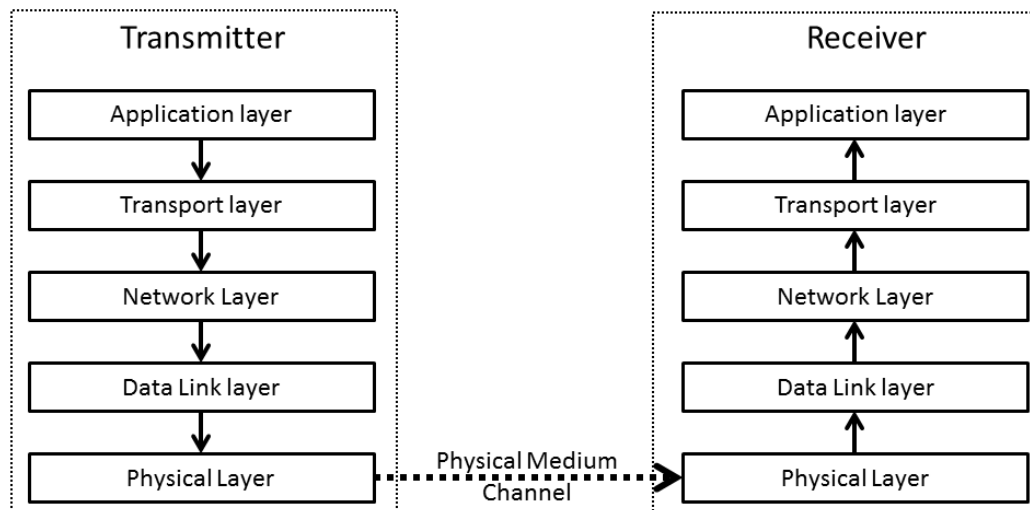 Transmitter
Application layer
Transport layer
Network Layer
Data Link layer
Physical Layer
Physical Medium
Channel
Receiver
Application layer
Transport layer
Network Layer
Data Link layer
Physical Layer